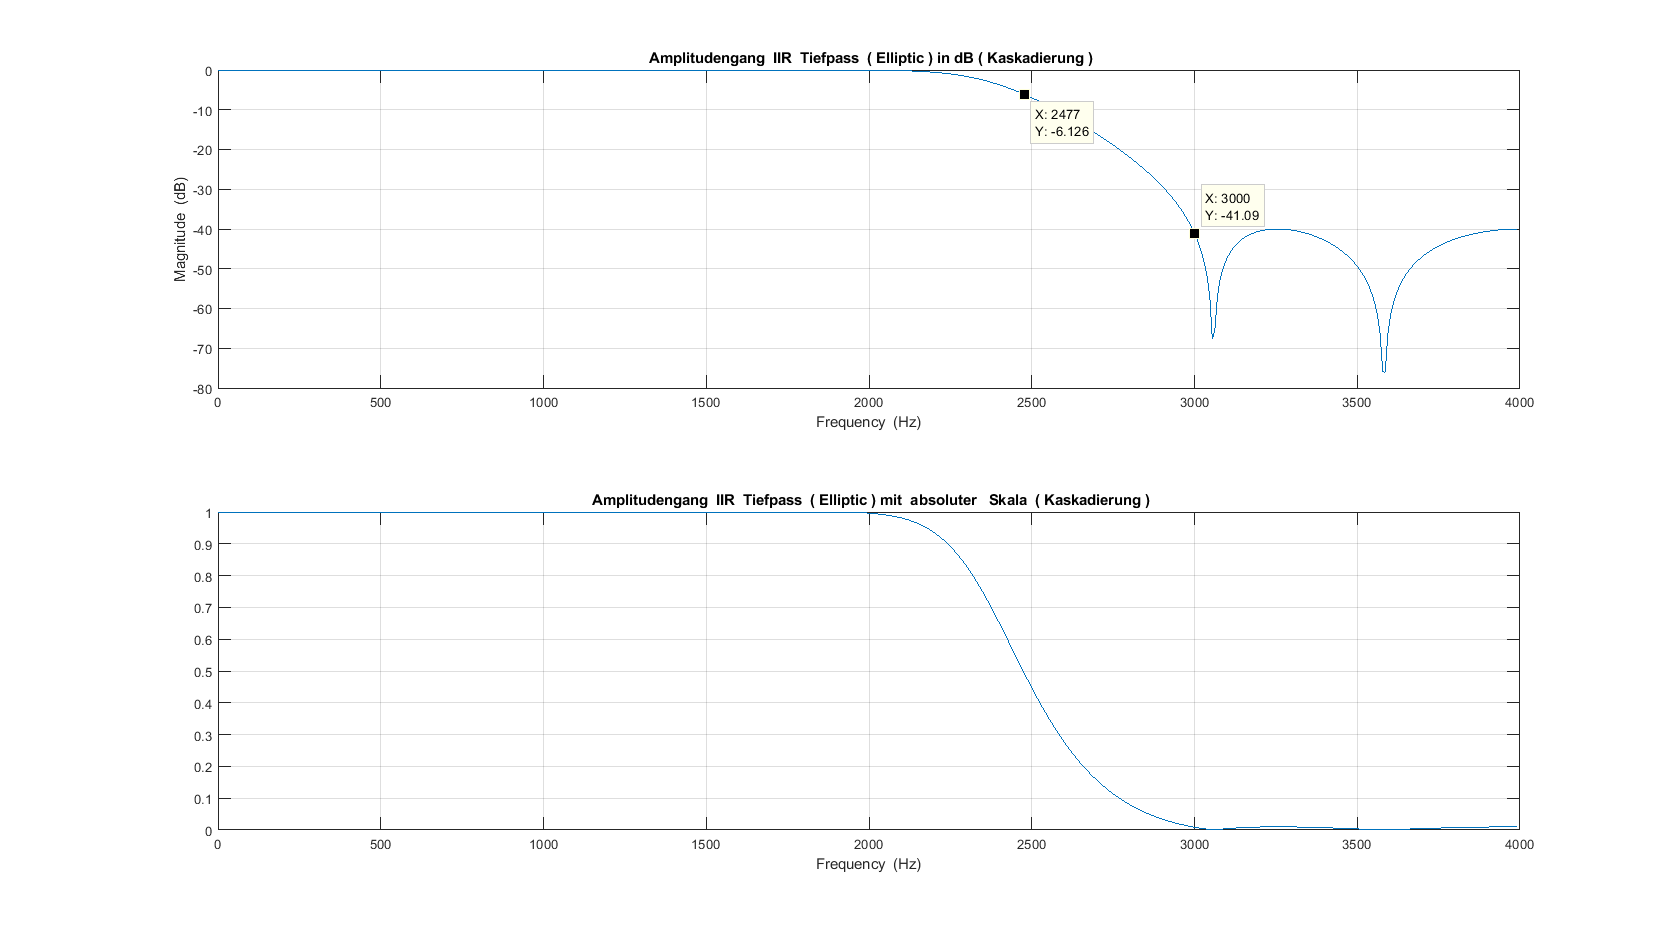 Amplitudengang IIR Tiefpass ( Elliptic ) in dB ( Kaskadierung )
0
-10
-20
-30
-40
-50
-60
-70
-80
Magnitude (dB)
X: 2477
Y: -6.126
X: 3000
Y: -41.09
0 500 1000 1500 2000 2500 3000 3500 4000
Frequency (Hz)
Amplitudengang IIR Tiefpass ( Elliptic ) mit absoluter Skala ( Kaskadierung )
1
0.9
0.8
0.7
0.6
0.5
0.4
0.3
0.2
0.1
0
0 500 1000 1500 2000 2500 3000 3500 4000
Frequency (Hz)